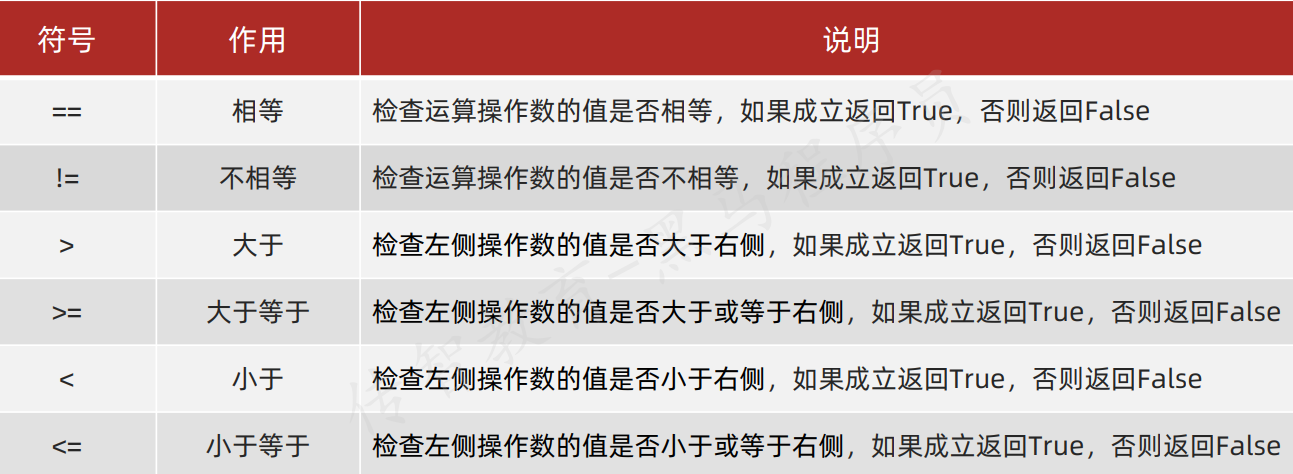 符号 作用 说明
== 相等 检查运算操作数的值是否相等，如果成立返回True，否则返回False
!= 不相等 检查运算操作数的值是否不相等，如果成立返回True，否则返回False
> 大于 检查左侧操作数的值是否大于右侧，如果成立返回True，否则返回False
>= 大于等于 检查左侧操作数的值是否大于或等于右侧，如果成立返回True，否则返回False
< 小于 检查左侧操作数的值是否小于右侧，如果成立返回True，否则返回False
<= 小于等于 检查左侧操作数的值是否小于或等于右侧，如果成立返回True，否则返回False
传智教育-黑马程序员